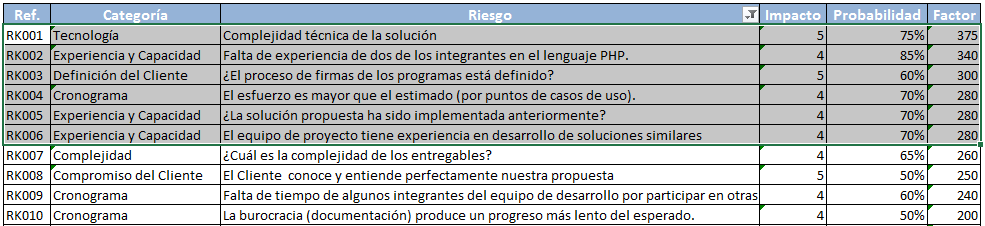 Ref. Categoría Riesgo Impacto Probabilidad Factor
RK001 Tecnología Complejidad técnica de la solución 5 75% 375
RK002 Experiencia y Capacidad Falta de experiencia de dos de los integrantes en el lenguaje PHP. 4 85% 340
RK003 Definición del Cliente ¿El proceso de firmas de los programas está definido? 5 60% 300
RK004 Cronograma El esfuerzo es mayor que el estimado (por puntos de casos de uso). 4 70% 280
RK005 Experiencia y Capacidad ¿La solución propuesta ha sido implementada anteriormente? 4 70% 280
RK006 Experiencia y Capacidad El equipo de proyecto tiene experiencia en desarrollo de soluciones similares 4 70% 280
RK007 Complejidad ¿Cuál es la complejidad de los entregables? 4 65% 260
RK008 Compromiso del Cliente El Cliente conoce y entiende perfectamente nuestra propuesta 5 50% 250
RK009 Cronograma Falta de tiempo de algunos integrantes del equipo de desarrollo por participar en otras 4 60% 240
RK010 Cronograma La burocracia (documentación) produce un progreso más lento del esperado. 4 50% 200